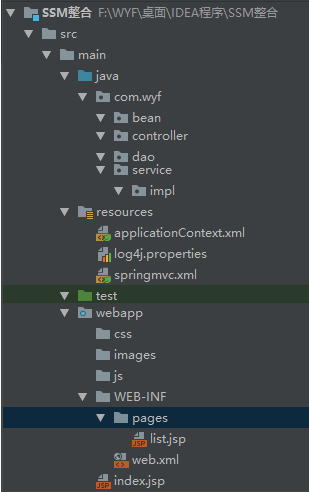 SSM整合 F:\WYF\桌面\IDEA程序\SSM整合
src
main
java
com.wyf
bean
controller
dao
service
impl
resources
applicationContext.xml
log4j.properties
springmvc.xml
test
webapp
css
images
js
WEB-INF
pages
list.jsp
web.xml
index.jsp